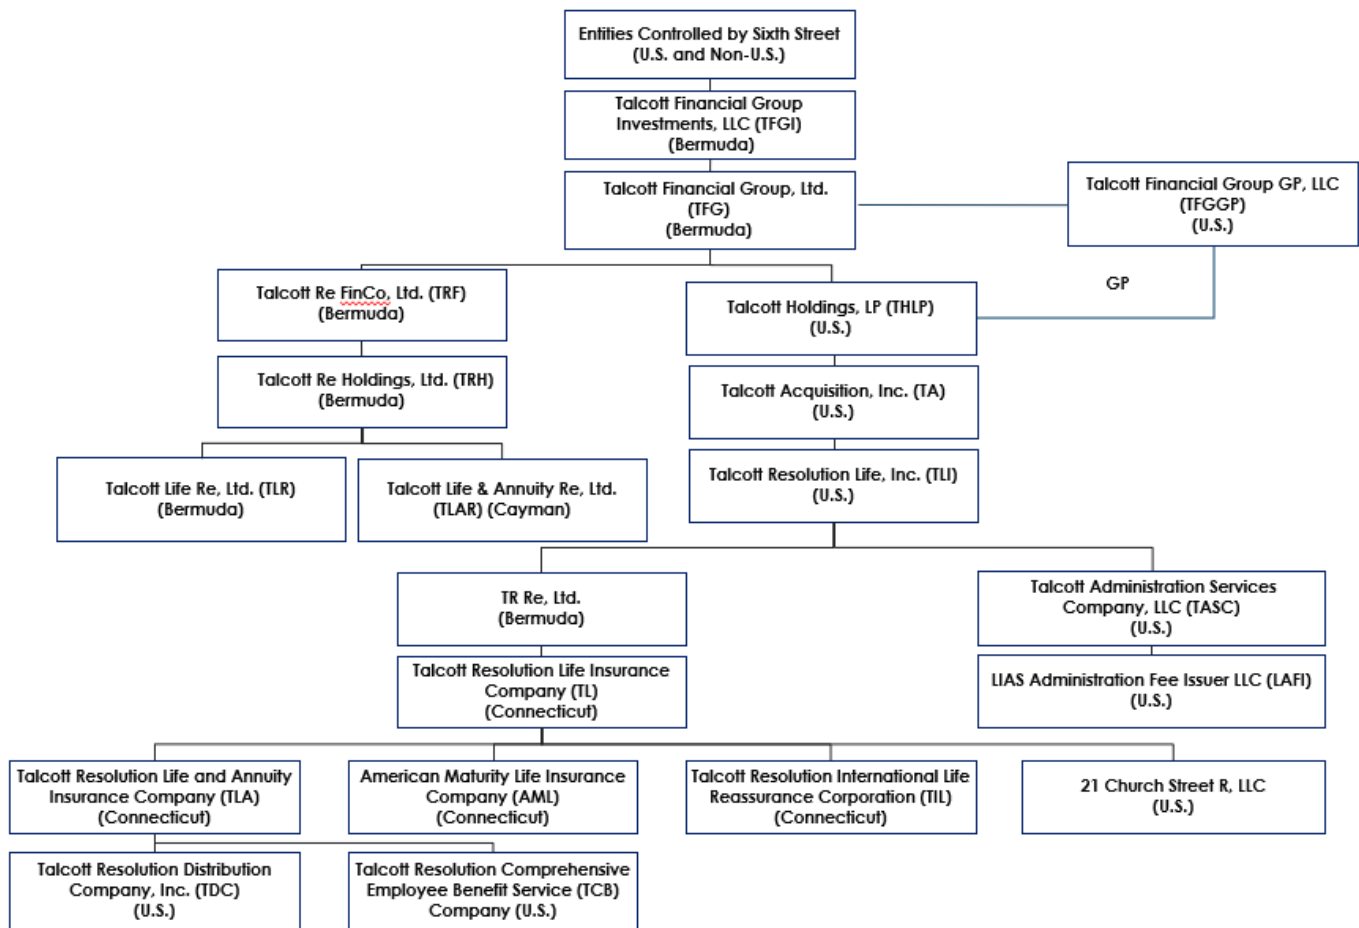 Entities Controlled by Sixth Street
(U.S. and Non-U.S.)
Talcott Financial Group
Investments, LLC (TFGI)
(Bermuda)
Talcott Financial Group, Ltd.
(TFG)
(Bermuda)
Talcott Financial Group GP, LLC
(TFGGP)
(U.S.)
GP
Talcott Re FinCo, Ltd. (TRF)
(Bermuda)
Talcott Holdings, LP (THLP)
(U.S.)
Talcott Re Holdings, Ltd. (TRH)
(Bermuda)
Talcott Acquisition, Inc. (TA)
(U.S.)
Talcott Life Re, Ltd. (TLR)
(Bermuda)
Talcott Life & Annuity Re, Ltd.
(TLAR) (Cayman)
Talcott Resolution Life, Inc. (TLI)
(U.S.)
TR Re, Ltd.
(Bermuda)
Talcott Administration Services
Company, LLC (TASC)
(U.S.)
Talcott Resolution Life Insurance
Company (TL)
(Connecticut)
LIAS Administration Fee Issuer LLC (LAFI)
(U.S.)
Talcott Resolution Life and Annuity
Insurance Company (TLA)
(Connecticut)
American Maturity Life Insurance
Company (AML)
(Connecticut)
Talcott Resolution International Life
Reassurance Corporation (TIL)
(Connecticut)
21 Church Street R, LLC
(U.S.)
Talcott Resolution Distribution
Company, Inc. (TDC)
(U.S.)
Talcott Resolution Comprehensive
Employee Benefit Service (TCB)
Company (U.S.)